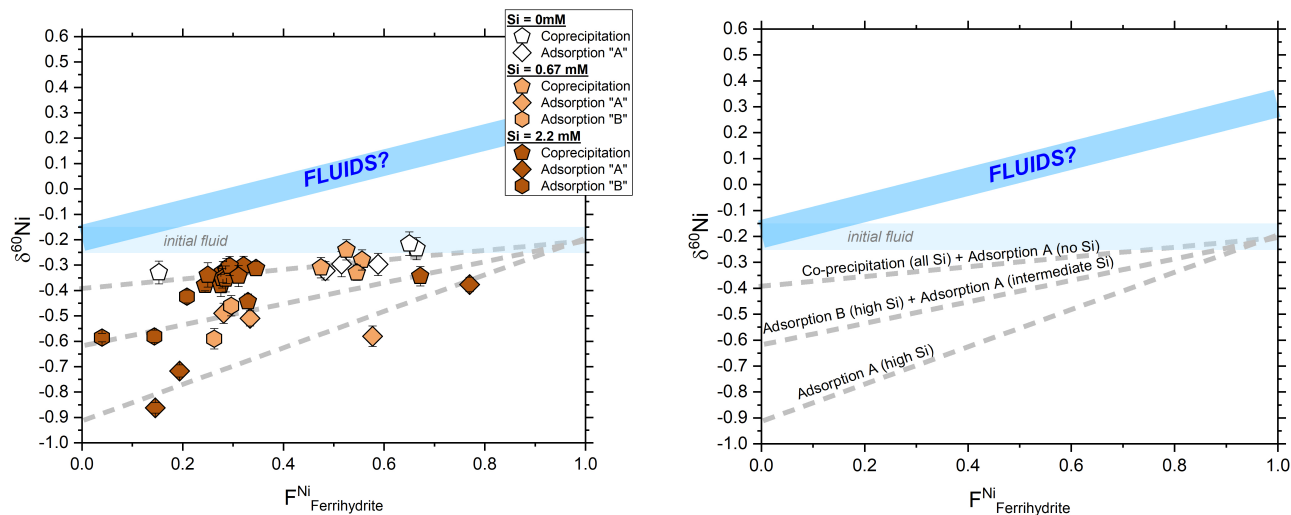 Si = 0mM
Coprecipitation
Adsorption "A"
Si = 0.67 mM
Coprecipitation
Adsorption "A"
Adsorption "B"
Si = 2.2 mM
Coprecipitation
Adsorption "A"
Adsorption "B"
δ60Ni
0.6
0.5
0.4
0.3
0.2
0.1
0.0
-0.1
-0.2
-0.3
-0.4
-0.5
-0.6
-0.7
-0.8
-0.9
-1.0
FLUIDS?
initial fluid
0.0 0.2 0.4 0.6 0.8 1.0
FNi Ferrihydrite
δ60Ni
0.6
0.5
0.4
0.3
0.2
0.1
0.0
-0.1
-0.2
-0.3
-0.4
-0.5
-0.6
-0.7
-0.8
-0.9
-1.0
FLUIDS?
initial fluid
Co-precipitation (all Si) + Adsorption A (no Si)
Adsorption B (high Si) + Adsorption A (intermediate Si)
Adsorption A (high Si)
0.0 0.2 0.4 0.6 0.8 1.0
FNi Ferrihydrite